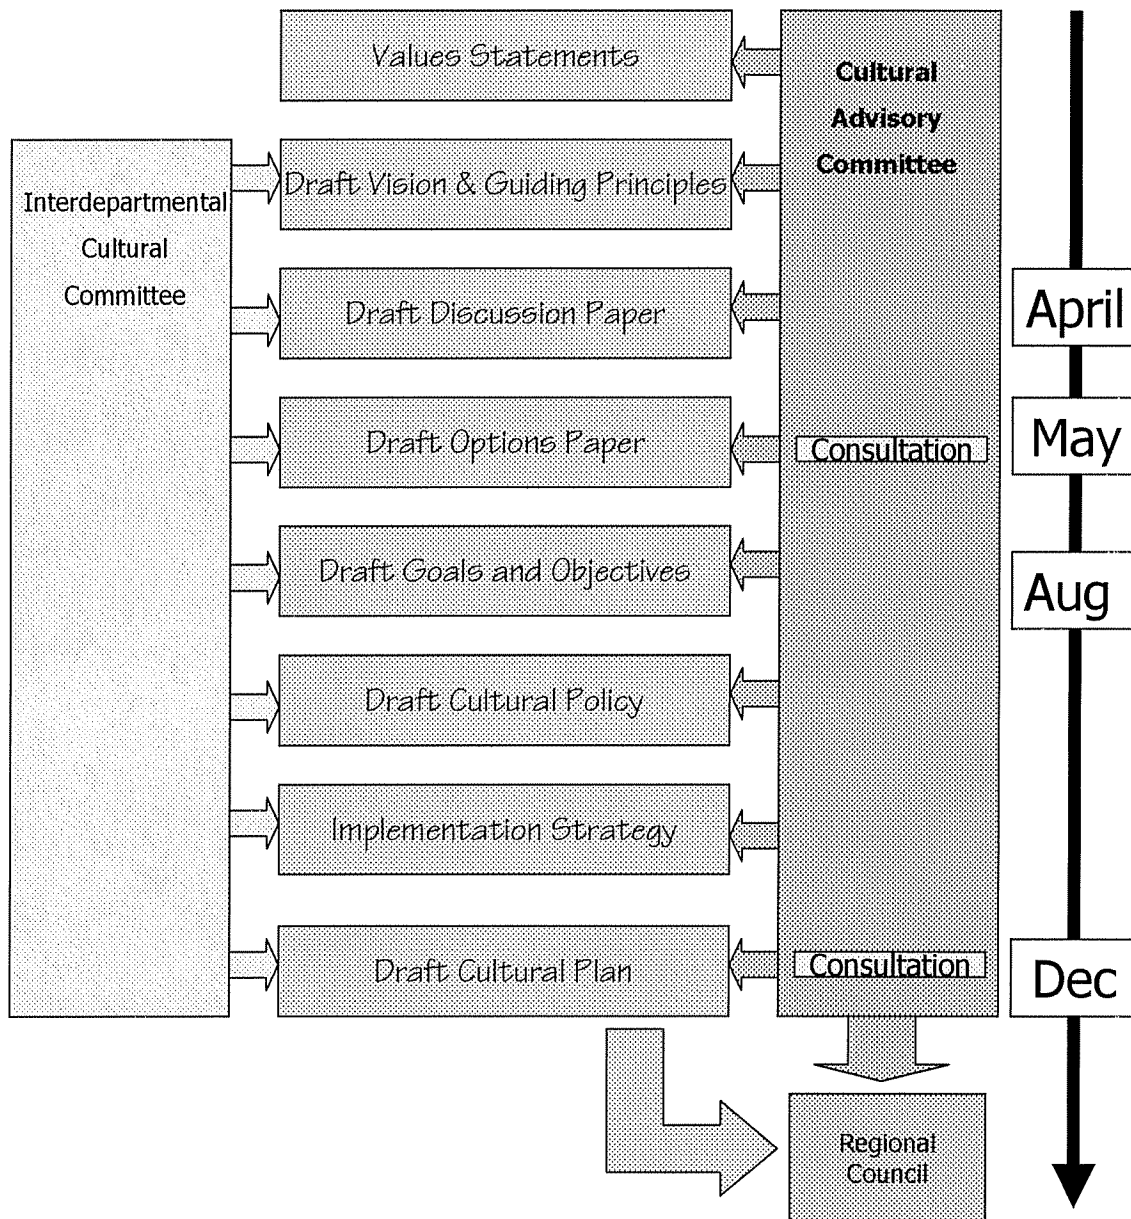 Values Statements
Cultural
Advisory
Committee
Interdepartmental
Cultural
Committee
Draft Vision & Guiding Principles
Draft Discussion Paper
April
Draft Options Paper
Consultation
May
Draft Goals and Objectives
Aug
Draft Cultural Policy
Implementation Strategy
Draft Cultural Plan
Consultation
Dec
Regional
Council